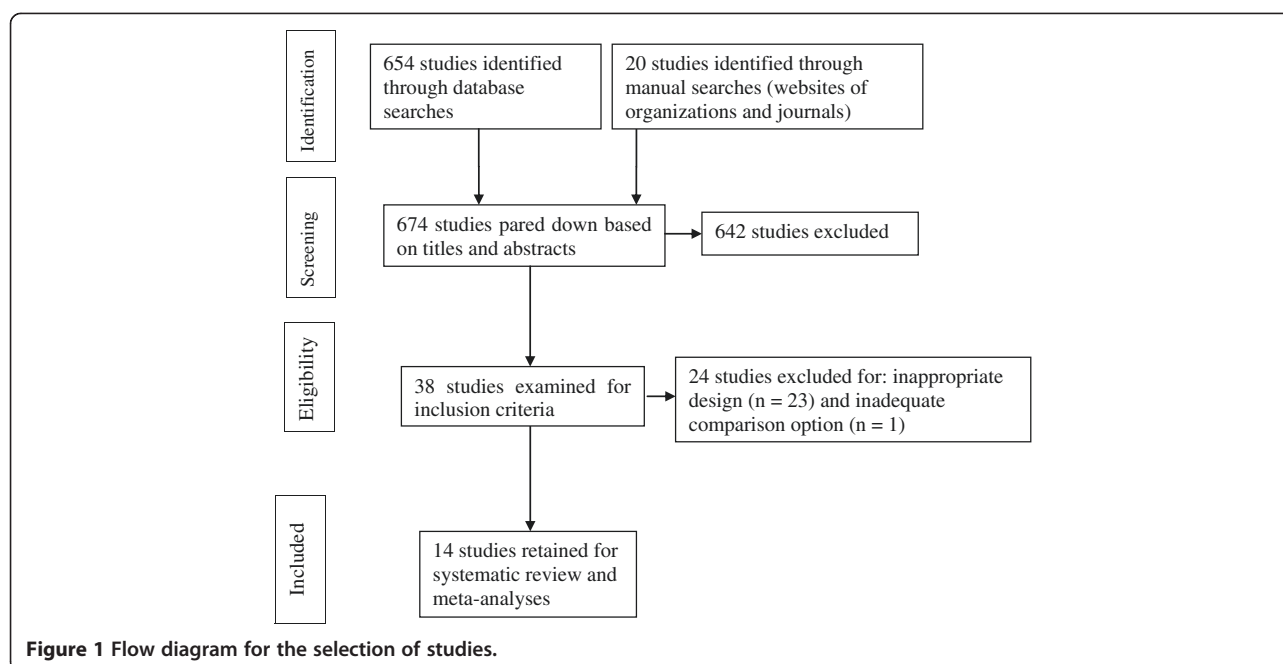 Identification
654 studies identified
through database
searches
20 studies identified through
manual searches (websites of
organizations and journals)
Screening
674 studies pared down based
on titles and abstracts
642 studies excluded
Eligibility
38 studies examined for
inclusion criteria
24 studies excluded for: inappropriate
design (n = 23) and inadequate
comparison option (n = 1)
Included
14 studies retained for
systematic review and
meta-analyses
Figure 1 Flow diagram for the selection of studies.